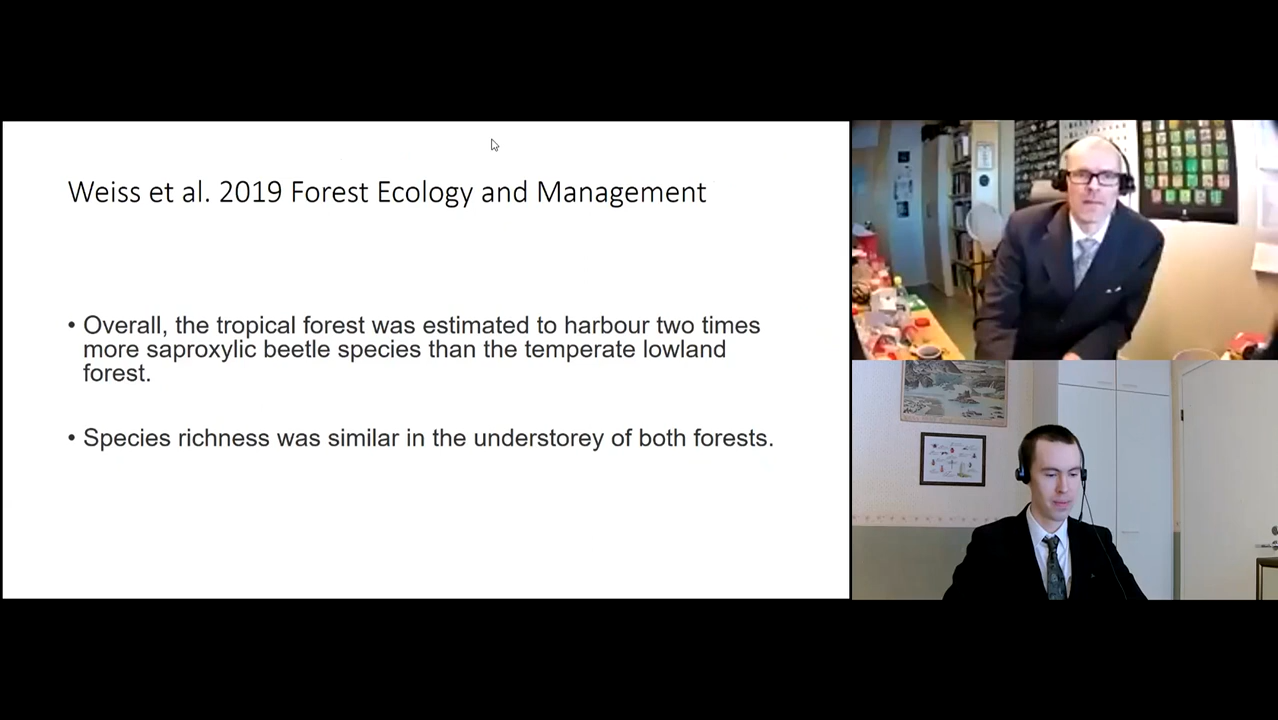 Weiss et al. 2019 Forest Ecology and Management
• Overall, the tropical forest was estimated to harbour two times
more saproxylic beetle species than the temperate lowland
forest.
• Species richness was similar in the understorey of both forests.